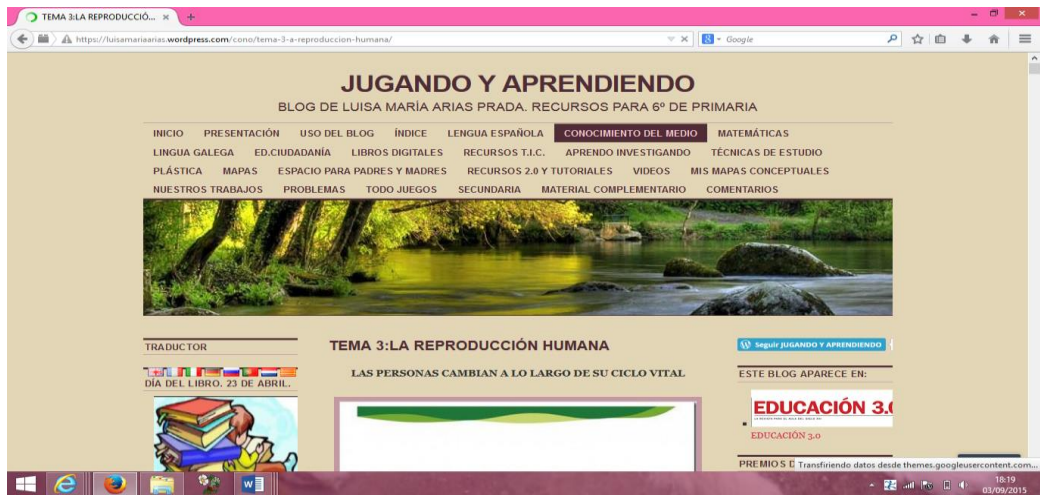 TEMA 3:LA REPRODUCCIÓ... × +
https://luisamariaarias.wordpress.com/cono/tema-3-a-reproduccion-humana/
Google
JUGANDO Y APRENDIENDO
BLOG DE LUISA MARÍA ARIAS PRADA. RECURSOS PARA 6º DE PRIMARIA
INICIO PRESENTACIÓN USO DEL BLOG ÍNDICE LENGUA ESPAÑOLA CONOCIMIENTO DEL MEDIO MATEMÁTICAS
LINGUA GALEGA ED.CIUDADANÍA LIBROS DIGITALES RECURSOS T.I.C. APRENDO INVESTIGANDO TÉCNICAS DE ESTUDIO
PLÁSTICA MAPAS ESPACIO PARA PADRES Y MADRES RECURSOS 2.0 Y TUTORIALES VIDEOS MIS MAPAS CONCEPTUALES
NUESTROS TRABAJOS PROBLEMAS TODO JUEGOS SECUNDARIA MATERIAL COMPLEMENTARIO COMENTARIOS
TRADUCTOR
DÍA DEL LIBRO. 23 DE ABRIL.
TEMA 3:LA REPRODUCCIÓN HUMANA
LAS PERSONAS CAMBIAN A LO LARGO DE SU CICLO VITAL
Seguir JUGANDO Y APRENDIENDO
ESTE BLOG APARECE EN:
EDUCACIÓN 3.0
EDUCACIÓN 3.0
PREMIOS D
Transfiriendo datos desde themes.googleusercontent.com...
18:19
03/09/2015